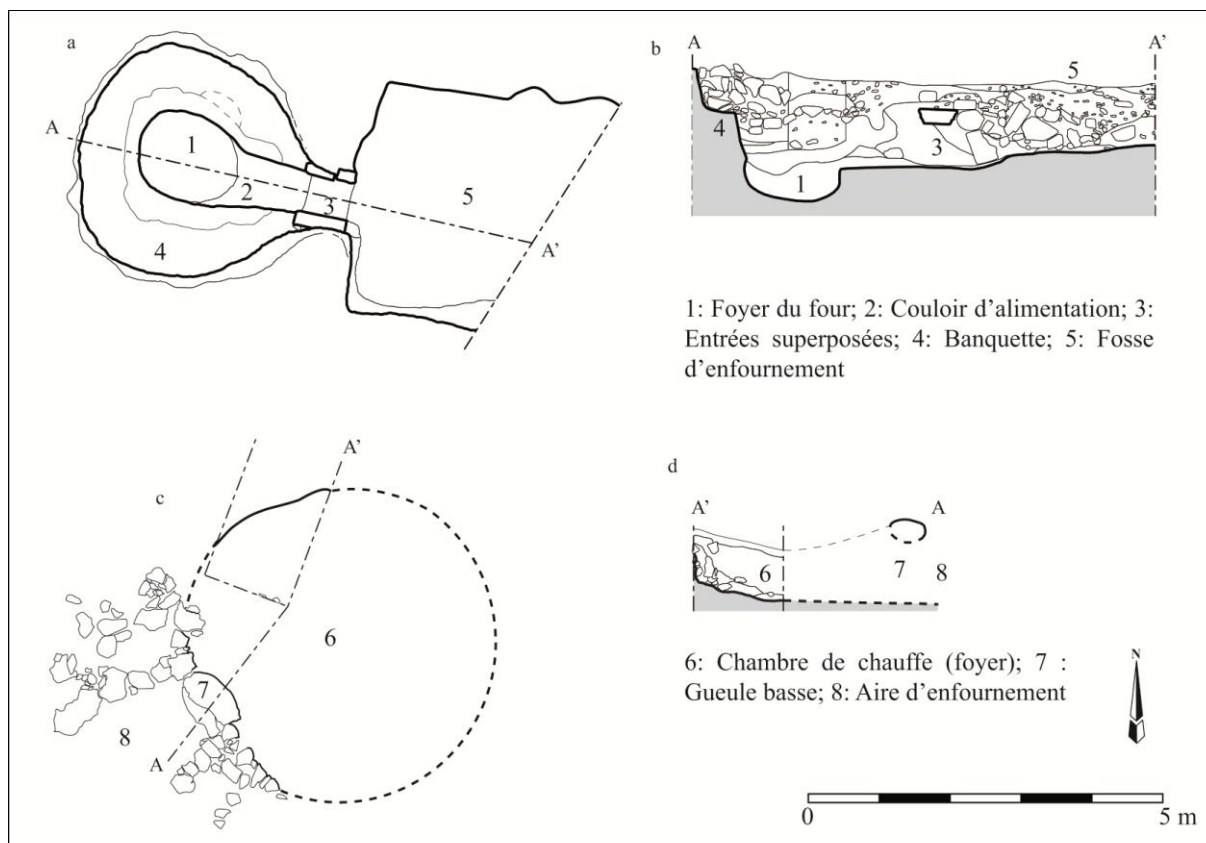 a
A
1
2
3
4
5
A'
b
A
A'
5
4
3
1
1: Foyer du four; 2: Couloir d'alimentation; 3:
Entrées superposées; 4: Banquette; 5: Fosse
d'enfournement
c
A'
6
7
8
A
d
A'
A
6
7
8
6: Chambre de chauffe (foyer); 7 :
Gueule basse; 8: Aire d'enfournement
N
0
5 m